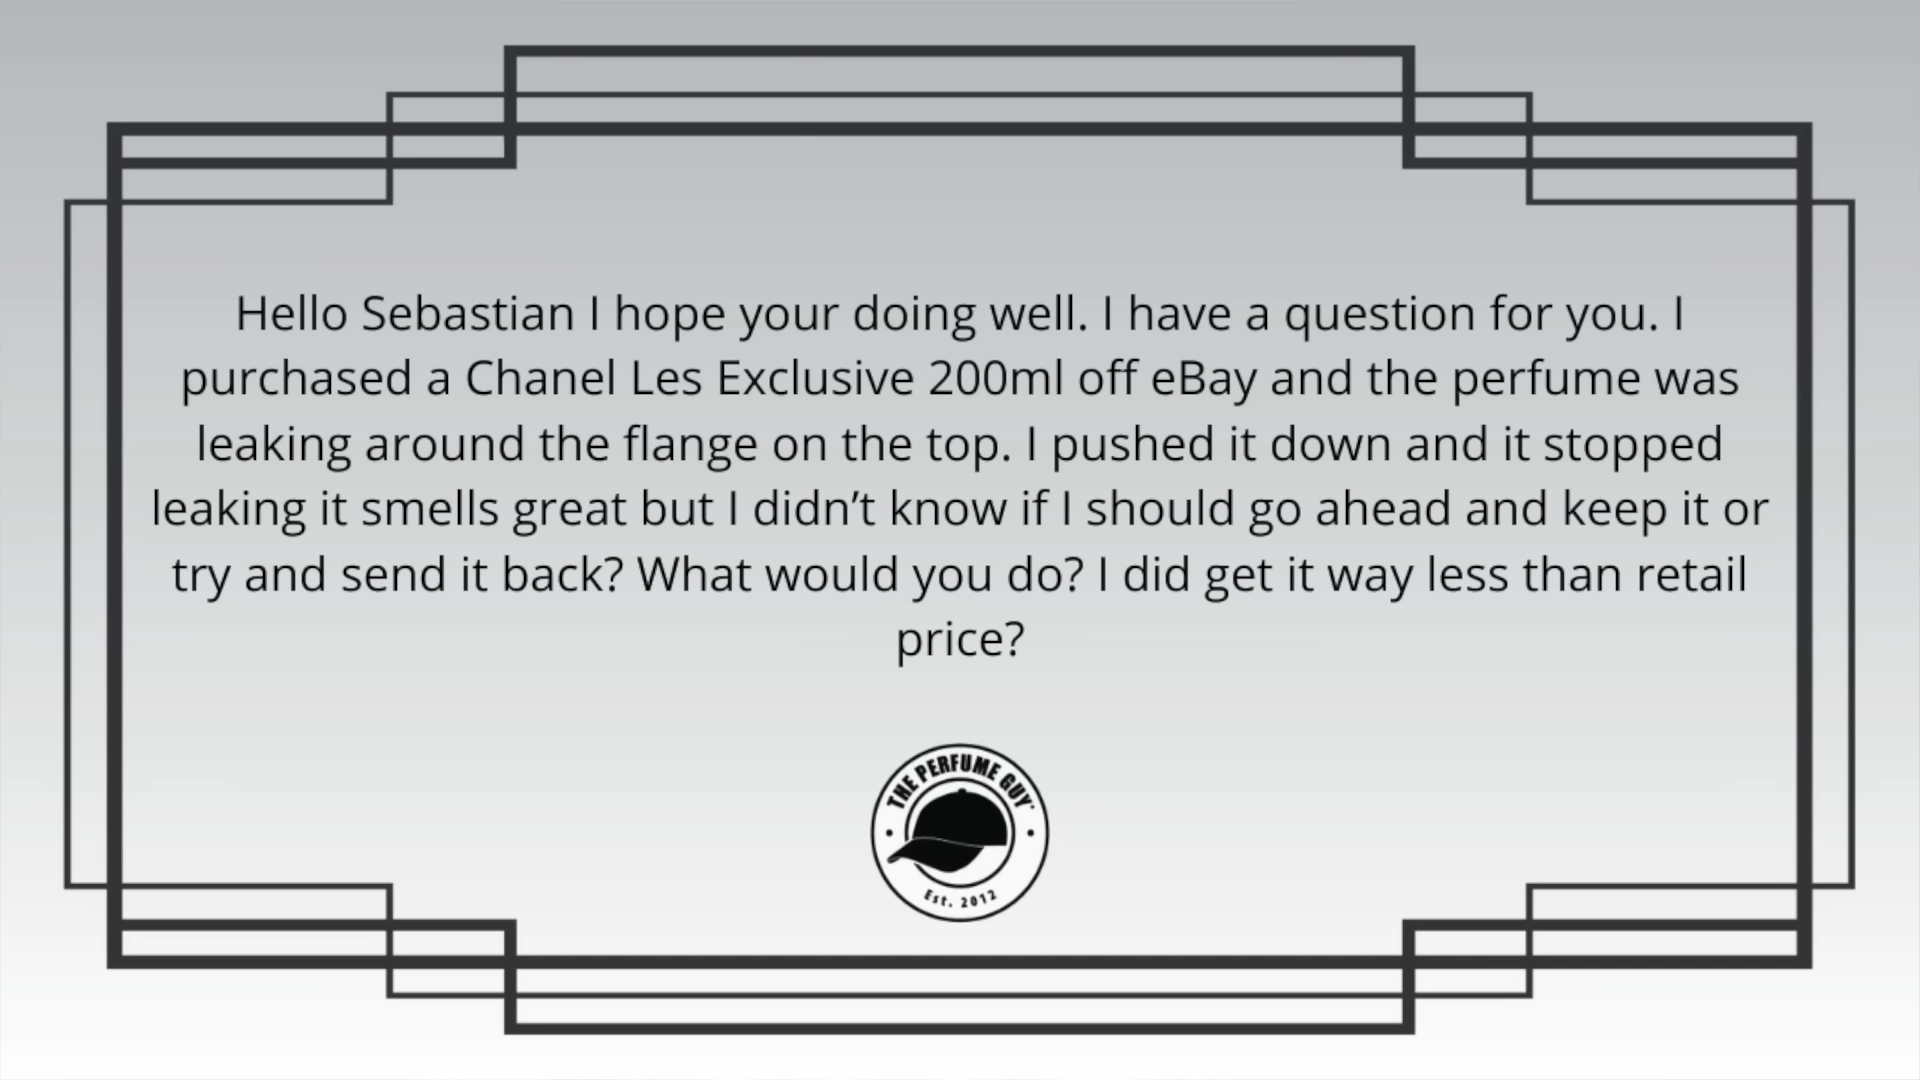 Hello Sebastian I hope your doing well. I have a question for you. I
purchased a Chanel Les Exclusive 200ml off eBay and the perfume was
leaking around the flange on the top. I pushed it down and it stopped
leaking it smells great but I didn’t know if I should go ahead and keep it or
try and send it back? What would you do? I did get it way less than retail
price?
THE PERFUME GUY
Est. 2012